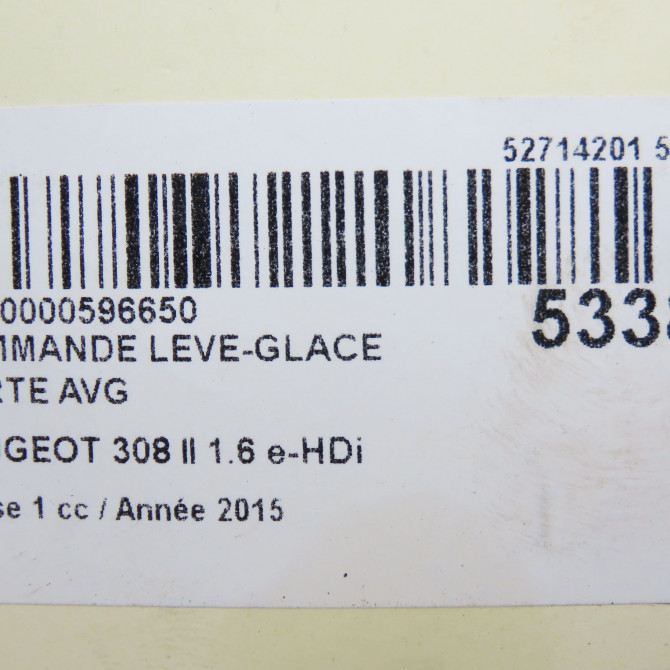 52714201 5
0000596650
533
MMANDE LEVE-GLACE
RTE AVG
GEOT 308 II 1.6 e-HDi
se 1 cc / Année 2015